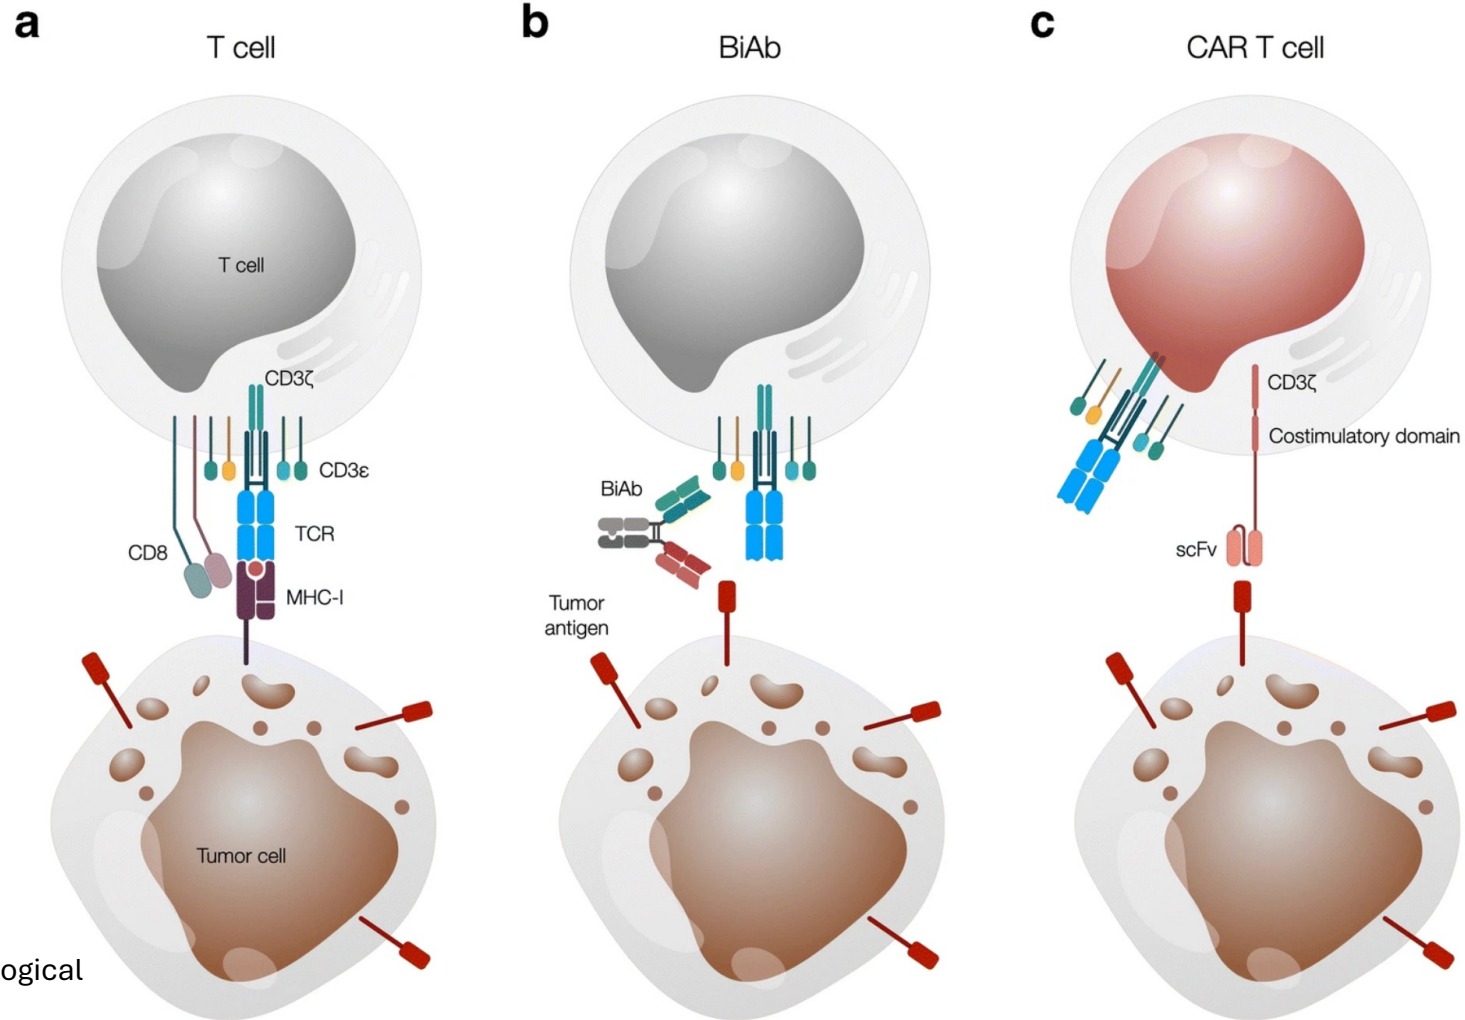 a
T cell
T cell
CD3ζ
CD3ε
TCR
CD8
MHC-I
Tumor cell
ogical
b
BiAb
BiAb
Tumor
antigen
c
CAR T cell
CD3ζ
Costimulatory domain
scFv